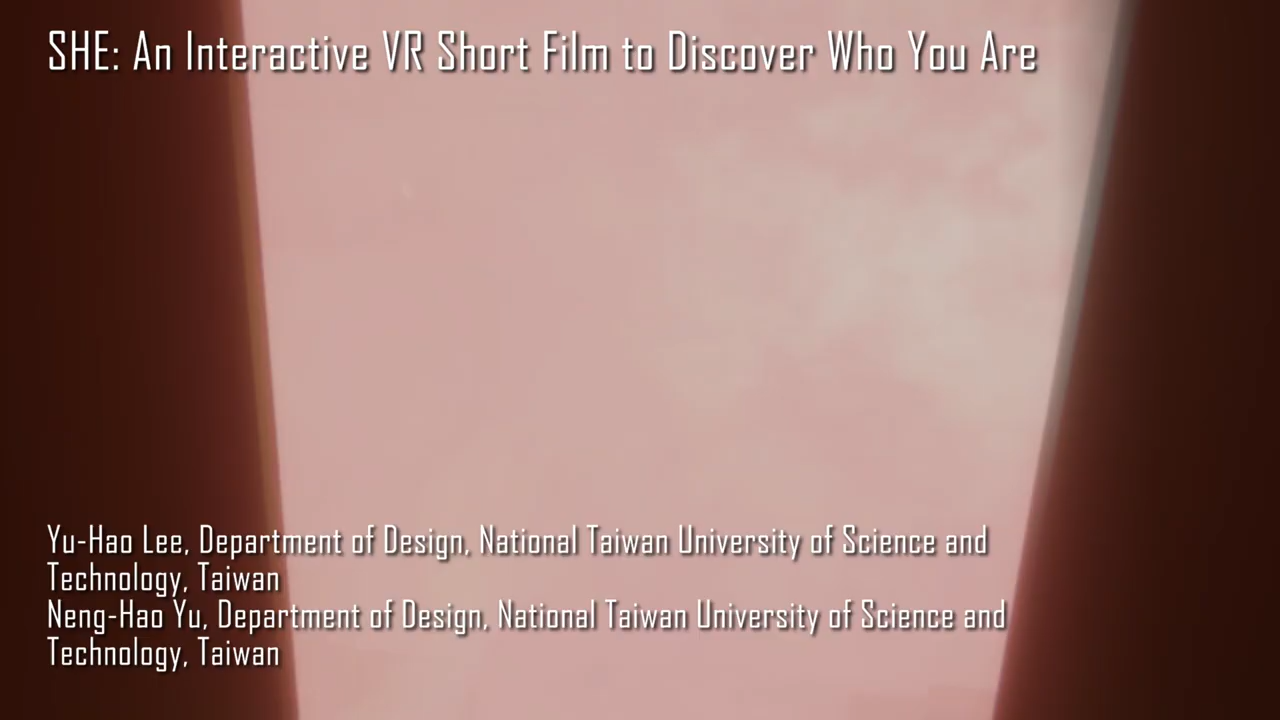 SHE: An Interactive VR Short Film to Discover Who You Are
Yu-Hao Lee, Department of Design, National Taiwan University of Science and
Technology, Taiwan
Neng-Hao Yu, Department of Design, National Taiwan University of Science and
Technology, Taiwan